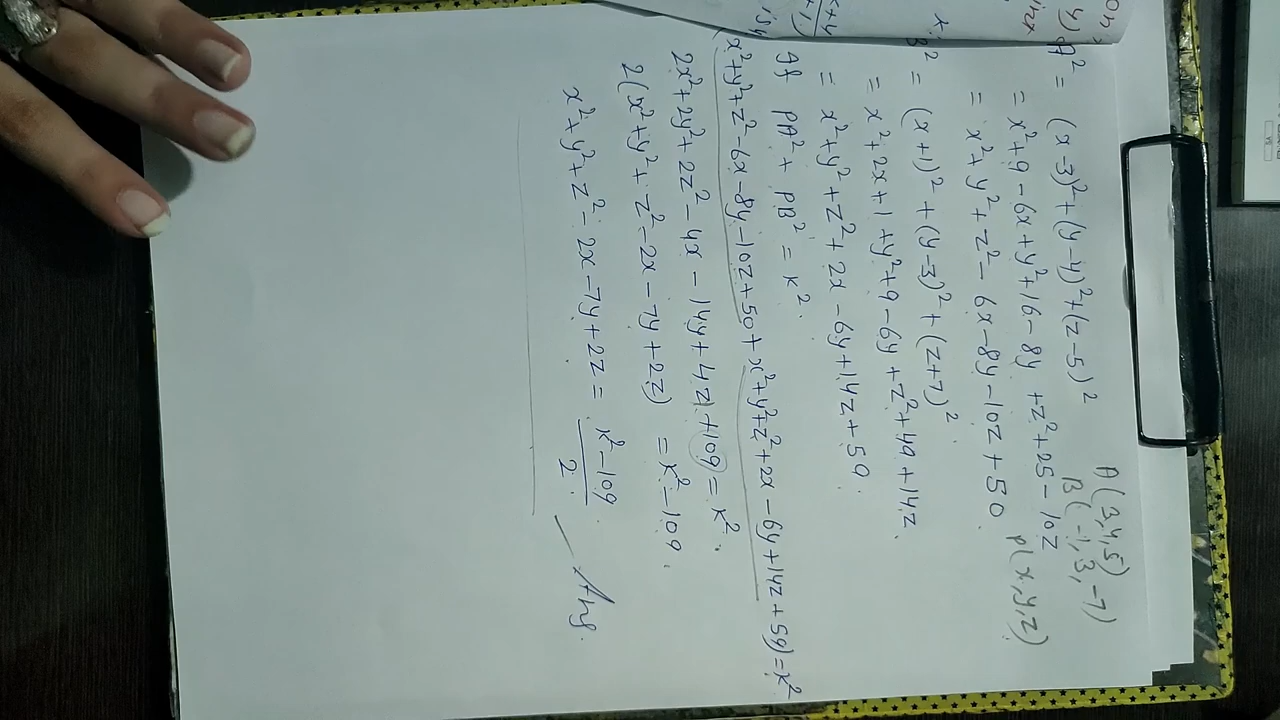 A(3,4,5)
B(-1,3,-7)
P(x,y,z)
A² = (x-3)²+(y-4)²+(z-5)²
= x²+9-6x+y²+16-8y+z²+25-10z
= x²+y²+z²-6x-8y-10z+50
B² = (x+1)²+(y-3)²+(z+7)².
= x²+2x+1+y²+9-6y+z²+49+14z.
= x²+y²+z²+2x-6y+14z+59.
If PA²+PB² = K².
(x²+y²+z²-6x-8y-10z+50+x²+y²+z²+2x-6y+14z+59)=K²
2x²+2y²+2z²-4x-14y+4z+109=K².
2(x²+y²+z²-2x-7y+2z) = K²-109.
x²+y²+z²-2x-7y+2z = K²-109
2.
Ans.